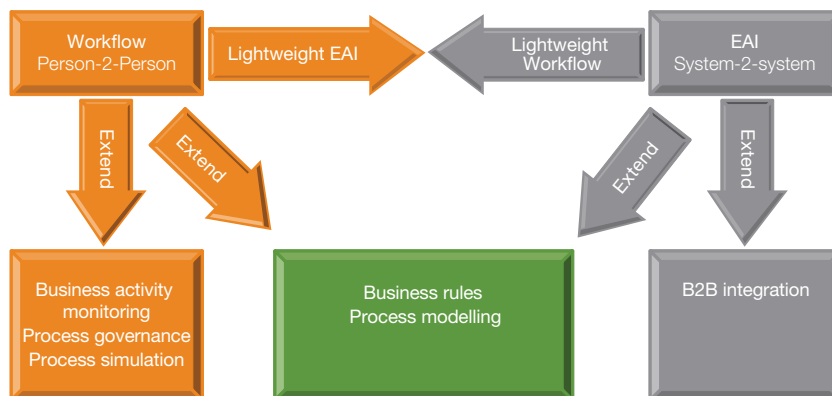 Workflow
Person-2-Person
Lightweight EAI
Lightweight
Workflow
EAI
System-2-system
Extend
Extend
Extend
Extend
Business activity
monitoring
Process governance
Process simulation
Business rules
Process modelling
B2B integration